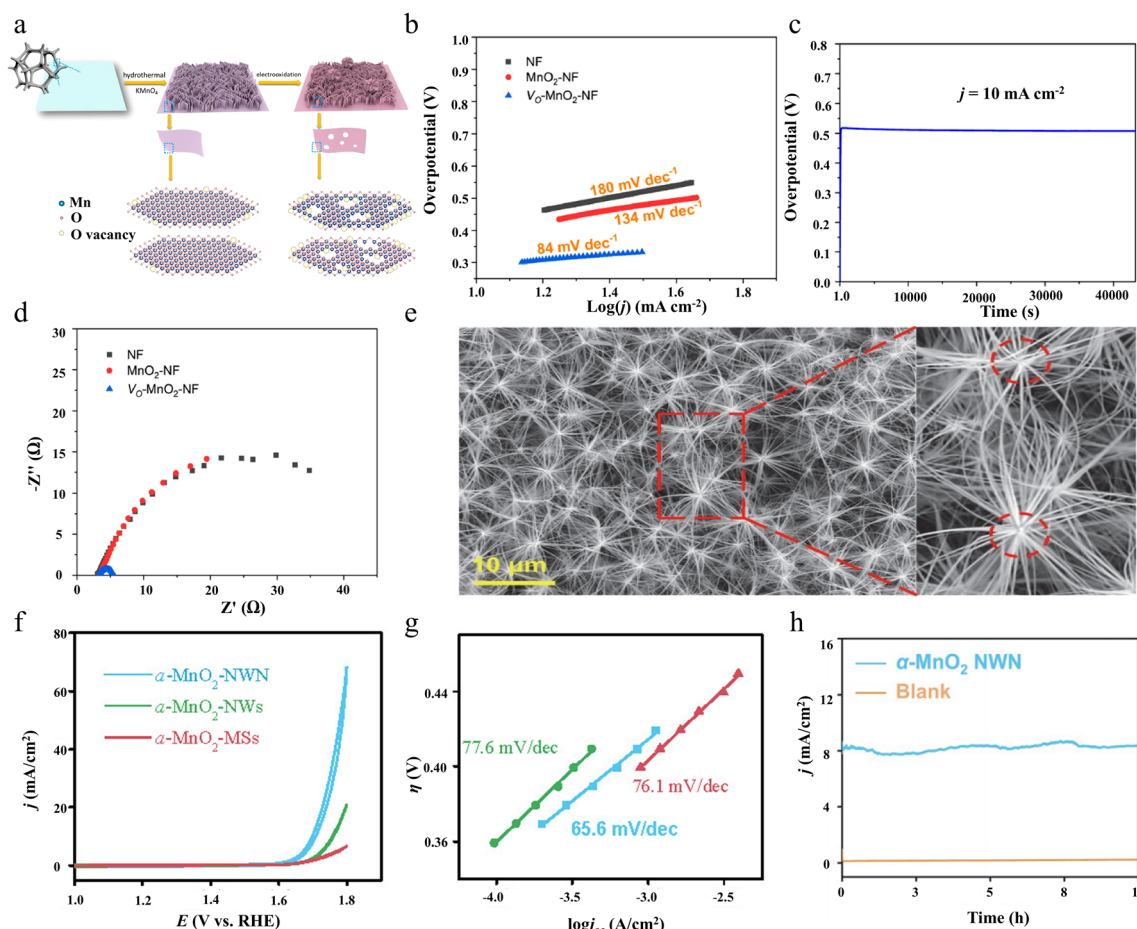 a
hydrothermal
KMnO₄
electrooxidation
Mn
O
O vacancy
b
Overpotential (V)
1.0
0.9
0.8
0.7
0.6
0.5
0.4
0.3
NF
MnO₂-NF
V_O-MnO₂-NF
180 mV dec⁻¹
134 mV dec⁻¹
84 mV dec⁻¹
1.0 1.2 1.4 1.6 1.8
Log(j) (mA cm⁻²)
c
Overpotential (V)
0.8
0.7
0.6
0.5
0.4
0.3
0.2
0.1
0.0
j = 10 mA cm⁻²
1.0 10000 20000 30000 40000
Time (s)
d
-Z'' (Ω)
30
25
20
15
10
5
0
NF
MnO₂-NF
V_O-MnO₂-NF
0 10 20 30 40
Z' (Ω)
e
10 μm
f
j (mA/cm²)
80
60
40
20
0
α-MnO₂-NWN
α-MnO₂-NWs
α-MnO₂-MSs
1.0 1.2 1.4 1.6 1.8
E (V vs. RHE)
g
η (V)
0.44
0.40
0.36
77.6 mV/dec
65.6 mV/dec
76.1 mV/dec
-4.0 -3.5 -3.0 -2.5
(A/cm²)
h
j (mA/cm²)
16
12
8
4
0
α-MnO₂ NWN
Blank
0 3 5 8
Time (h)